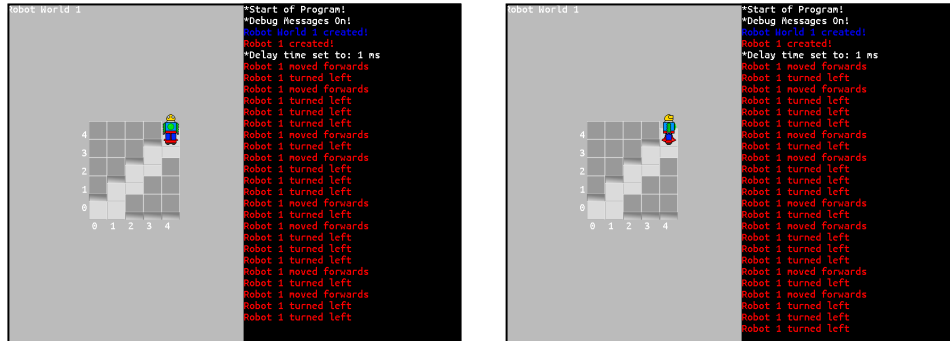 Robot World 1
4
3
2
1
0
0 1 2 3 4
*Start of Program!
*Debug Messages On!
Robot World 1 created!
Robot 1 created!
*Delay time set to: 1 ms
Robot 1 moved forwards
Robot 1 turned left
Robot 1 moved forwards
Robot 1 turned left
Robot 1 turned left
Robot 1 turned left
Robot 1 moved forwards
Robot 1 turned left
Robot 1 moved forwards
Robot 1 turned left
Robot 1 turned left
Robot 1 turned left
Robot 1 moved forwards
Robot 1 turned left
Robot 1 moved forwards
Robot 1 turned left
Robot 1 turned left
Robot 1 turned left
Robot 1 moved forwards
Robot 1 turned left
Robot 1 moved forwards
Robot 1 turned left
Robot 1 turned left
Robot World 1
4
3
2
1
0
0 1 2 3 4
*Start of Program!
*Debug Messages On!
Robot World 1 created!
Robot 1 created!
*Delay time set to: 1 ms
Robot 1 moved forwards
Robot 1 turned left
Robot 1 moved forwards
Robot 1 turned left
Robot 1 turned left
Robot 1 turned left
Robot 1 moved forwards
Robot 1 turned left
Robot 1 moved forwards
Robot 1 turned left
Robot 1 turned left
Robot 1 turned left
Robot 1 moved forwards
Robot 1 turned left
Robot 1 moved forwards
Robot 1 turned left
Robot 1 turned left
Robot 1 turned left
Robot 1 moved forwards
Robot 1 turned left
Robot 1 moved forwards
Robot 1 turned left
Robot 1 turned left
Robot 1 turned left